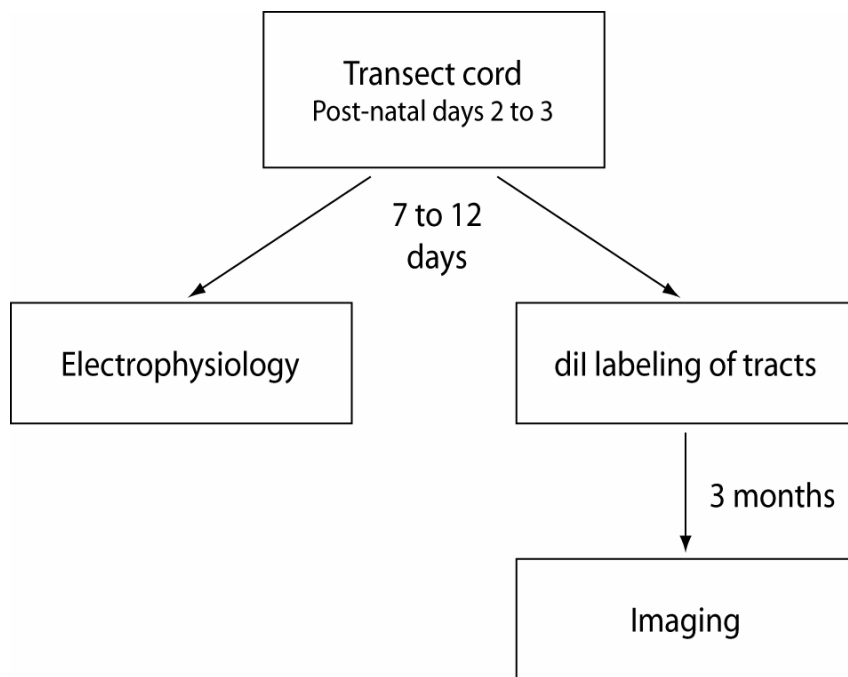 Transect cord
Post-natal days 2 to 3
7 to 12
days
Electrophysiology
diI labeling of tracts
3 months
Imaging